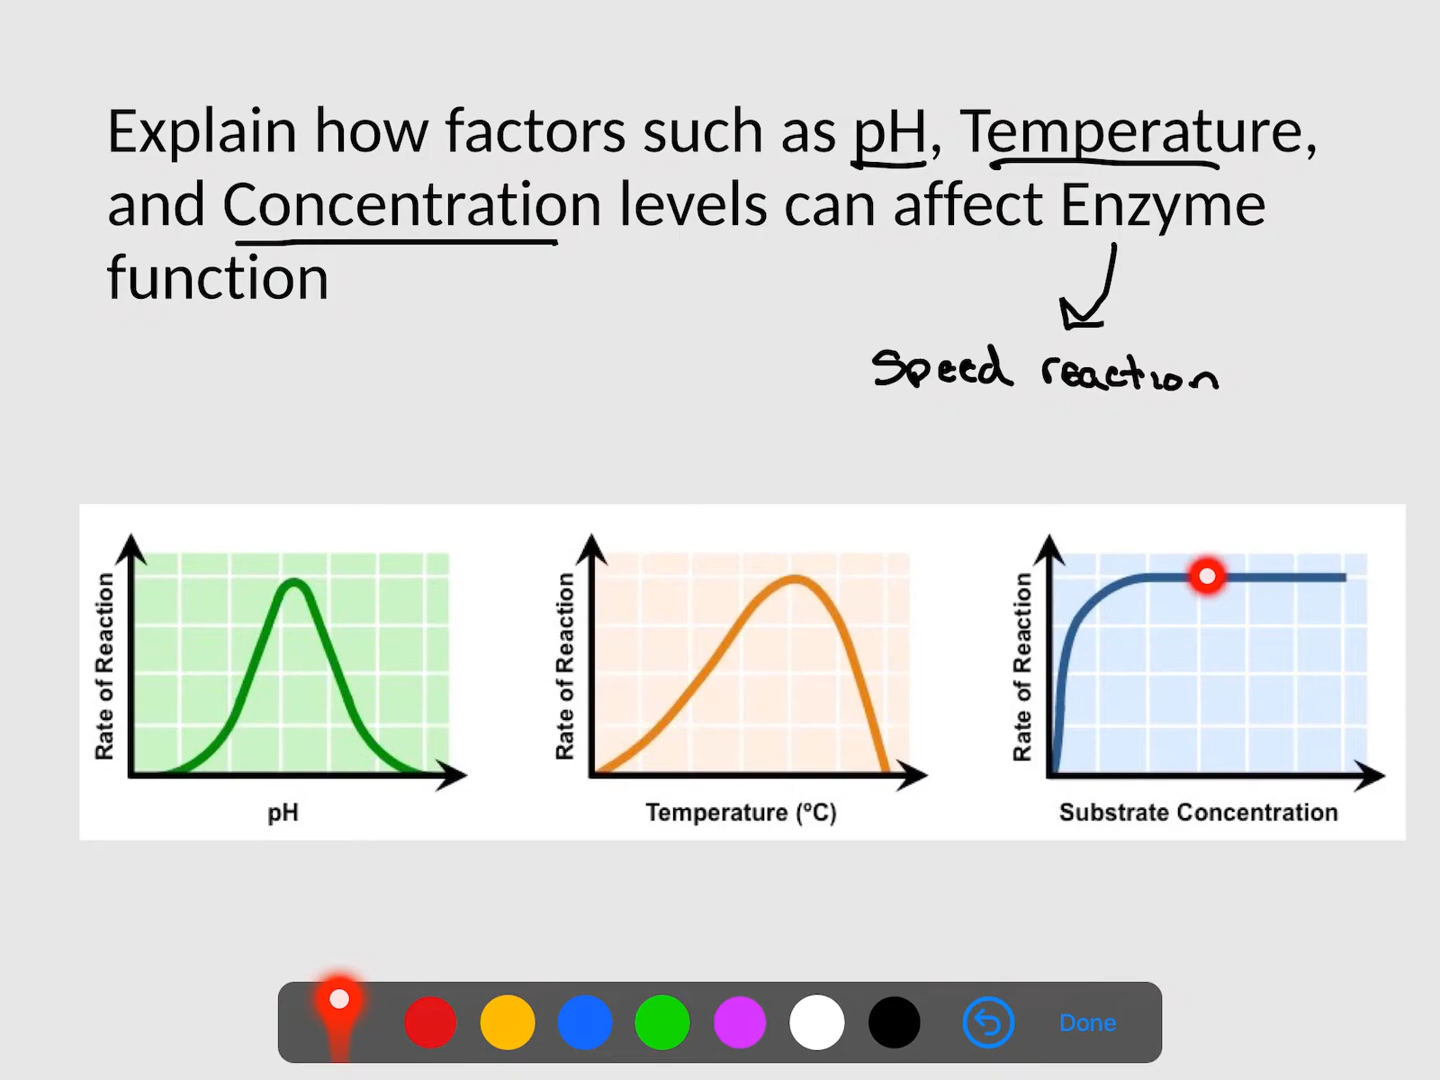 Explain how factors such as pH, Temperature,
and Concentration levels can affect Enzyme
function
Speed reaction
Rate of Reaction
pH
Rate of Reaction
Temperature (ºC)
Rate of Reaction
Substrate Concentration
Done